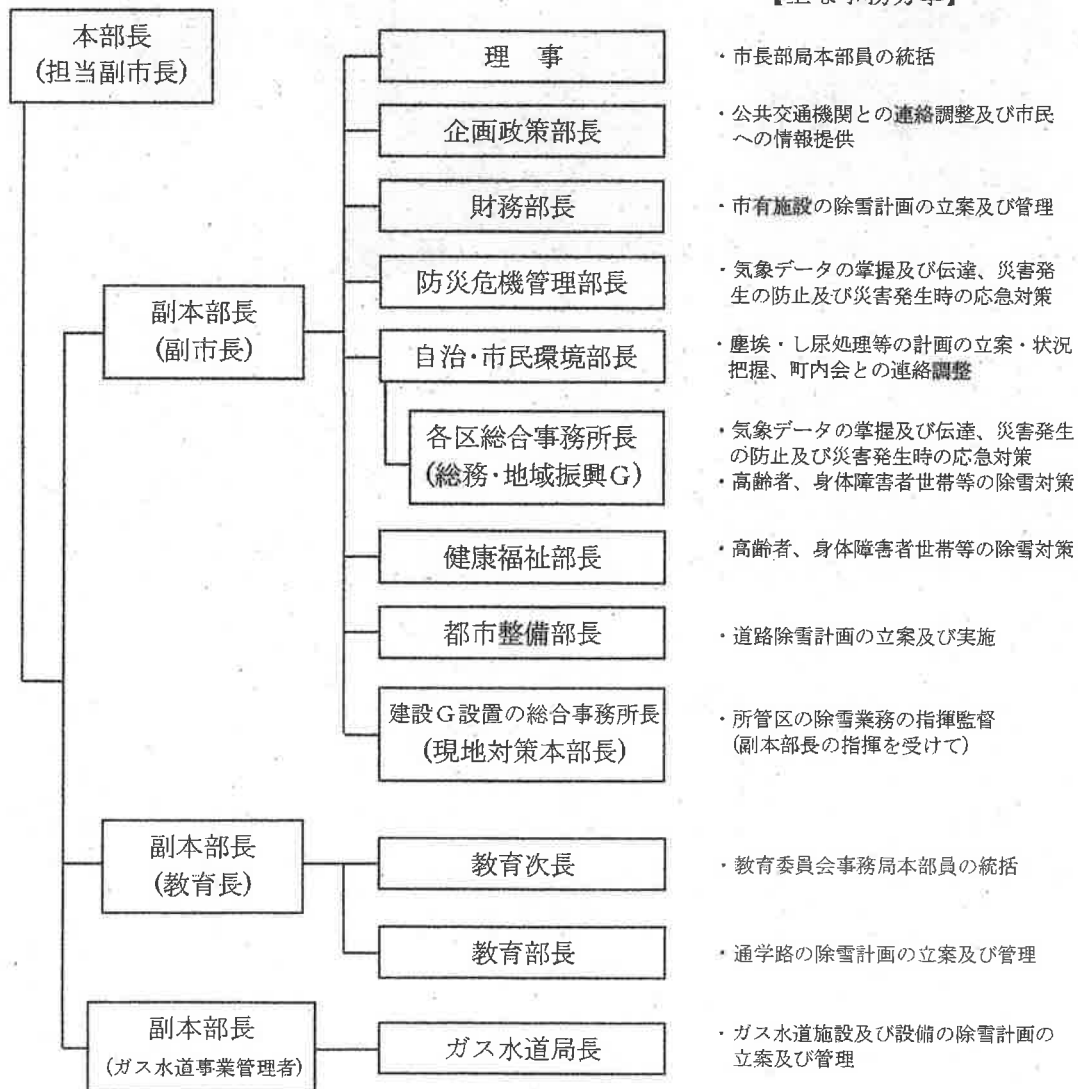 本部長
(担当副市長)
理　事
・市長部局本部員の統括
企画政策部長
・公共交通機関との連絡調整及び市民
への情報提供
財務部長
・市有施設の除雪計画の立案及び管理
防災危機管理部長
・気象データの掌握及び伝達、災害発
生の防止及び災害発生時の応急対策
副本部長
(副市長)
自治・市民環境部長
・塵埃・し尿処理等の計画の立案・状況
把握、町内会との連絡調整
各区総合事務所長
(総務・地域振興G)
・気象データの掌握及び伝達、災害発生
の防止及び災害発生時の応急対策
・高齢者、身体障害者世帯等の除雪対策
健康福祉部長
・高齢者、身体障害者世帯等の除雪対策
都市整備部長
・道路除雪計画の立案及び実施
建設G設置の総合事務所長
(現地対策本部長)
・所管区の除雪業務の指揮監督
(副本部長の指揮を受けて)
副本部長
(教育長)
教育次長
・教育委員会事務局本部員の統括
教育部長
・通学路の除雪計画の立案及び管理
副本部長
(ガス水道事業管理者)
ガス水道局長
・ガス水道施設及び設備の除雪計画の
立案及び管理